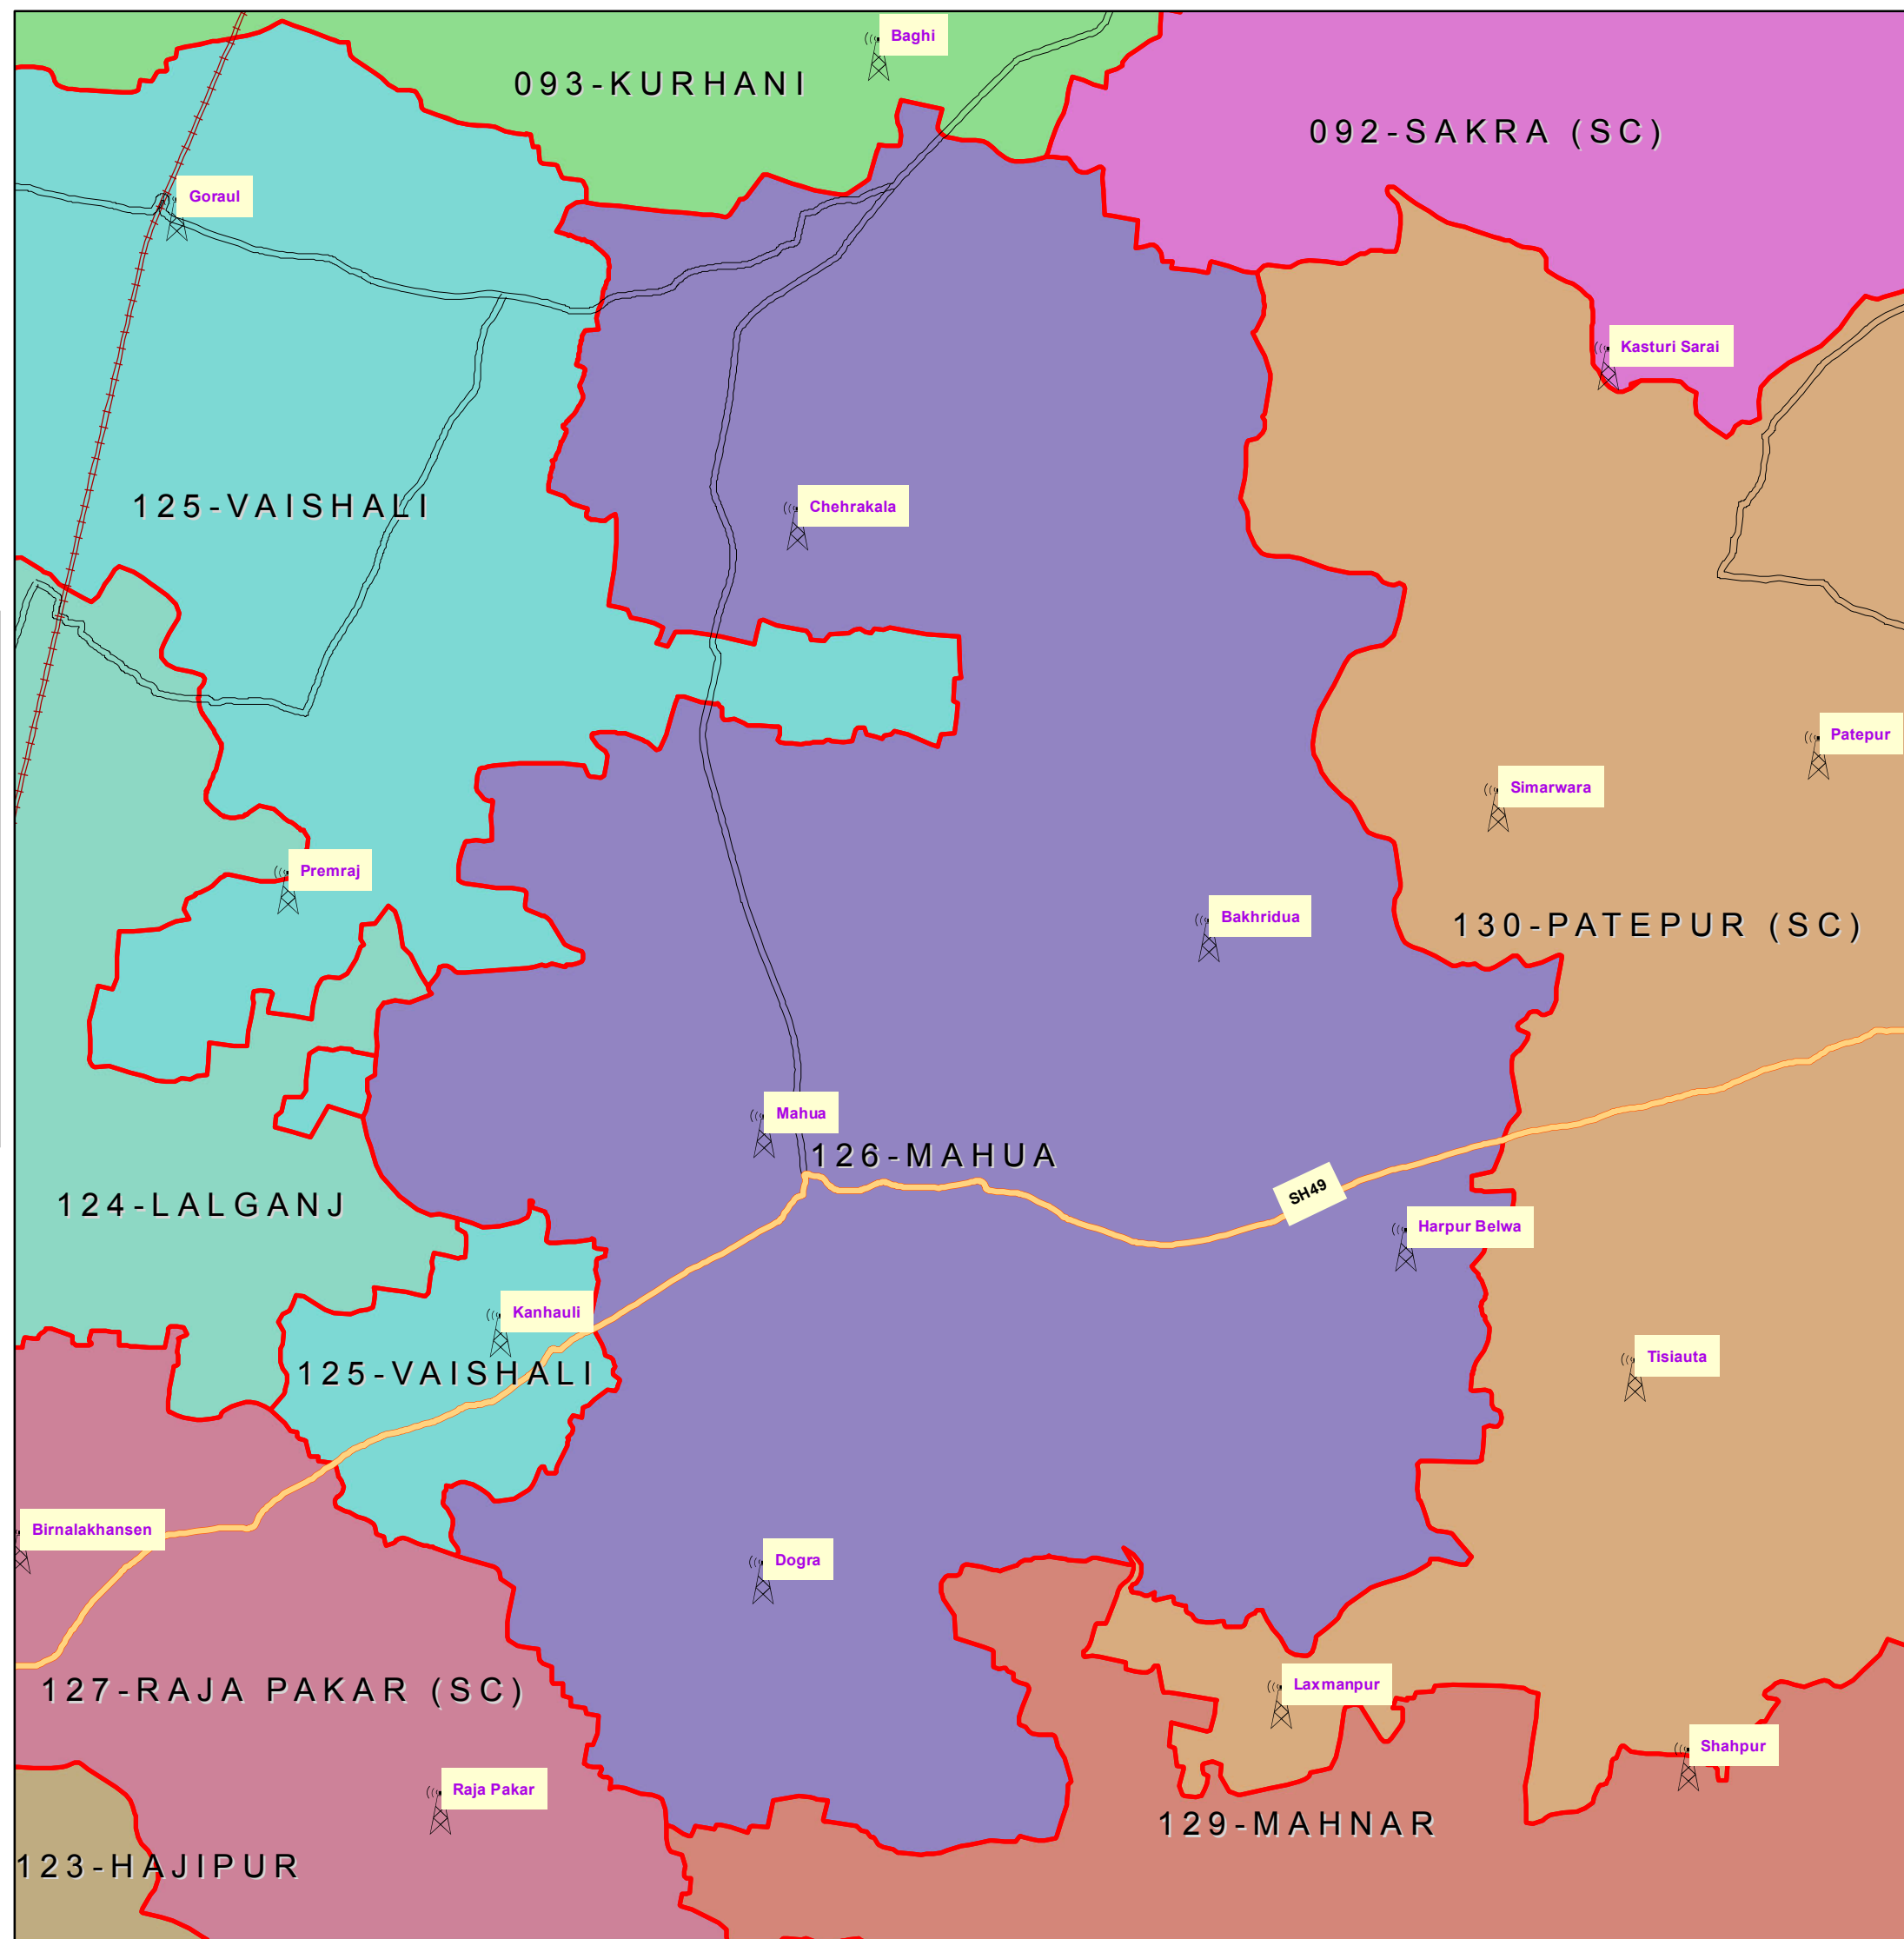 Baghi
093-KURHANI
092-SAKRA (SC)
Goraul
Kasturi Sarai
125-VAISHALI
Chehrakala
Patepur
Simarwara
Premraj
Bakhridua
130-PATEPUR (SC)
Mahua
126-MAHUA
SH49
124-LALGANJ
Harpur Belwa
Kanhauli
125-VAISHALI
Tisiauta
Birnalakhansen
Dogra
127-RAJA PAKAR (SC)
Laxmanpur
Shahpur
Raja Pakar
129-MAHNAR
123-HAJIPUR